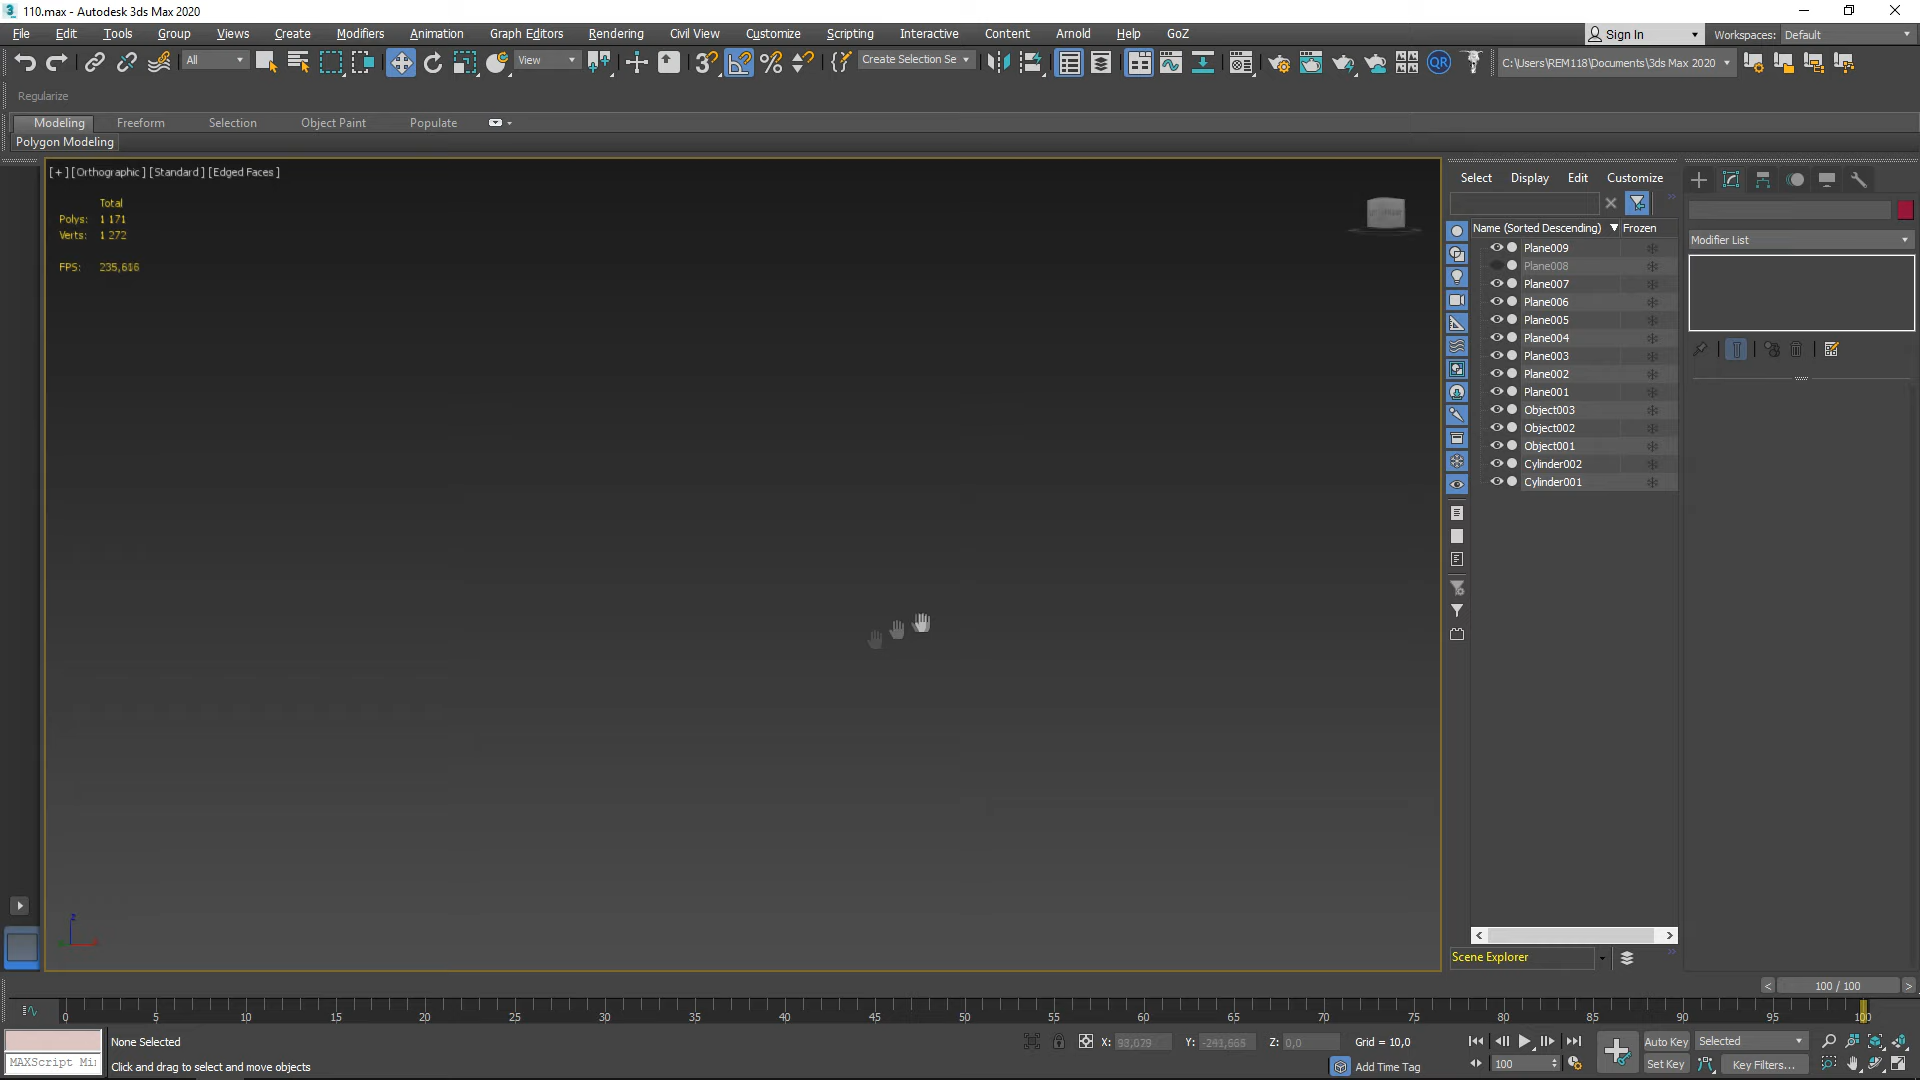 110.max - Autodesk 3ds Max 2020
File Edit Tools Group Views Create Modifiers Animation Graph Editors Rendering Civil View Customize Scripting Interactive Content Arnold Help GoZ
Sign In Workspaces: Default
All View Create Selection Se QR C:\Users\REM118\Documents\3ds Max 2020
Regularize
Modeling Freeform Selection Object Paint Populate
Polygon Modeling
[+][Orthographic][Standard][Edged Faces]
Total
Polys: 1 171
Verts: 1 272
FPS: 235,616
Select Display Edit Customize
Name (Sorted Descending) Frozen
Plane009
Plane008
Plane007
Plane006
Plane005
Plane004
Plane003
Plane002
Plane001
Object003
Object002
Object001
Cylinder002
Cylinder001
Scene Explorer
Modifier List
z
100 / 100
0 5 10 15 20 25 30 35 40 45 50 55 60 65 70 75 80 85 90 95 100
None Selected
X: 93,029 Y: -241,665 Z: 0,0 Grid = 10,0
Auto Key Selected
MAXScript Mi
Click and drag to select and move objects
Add Time Tag
100
Set Key Key Filters...